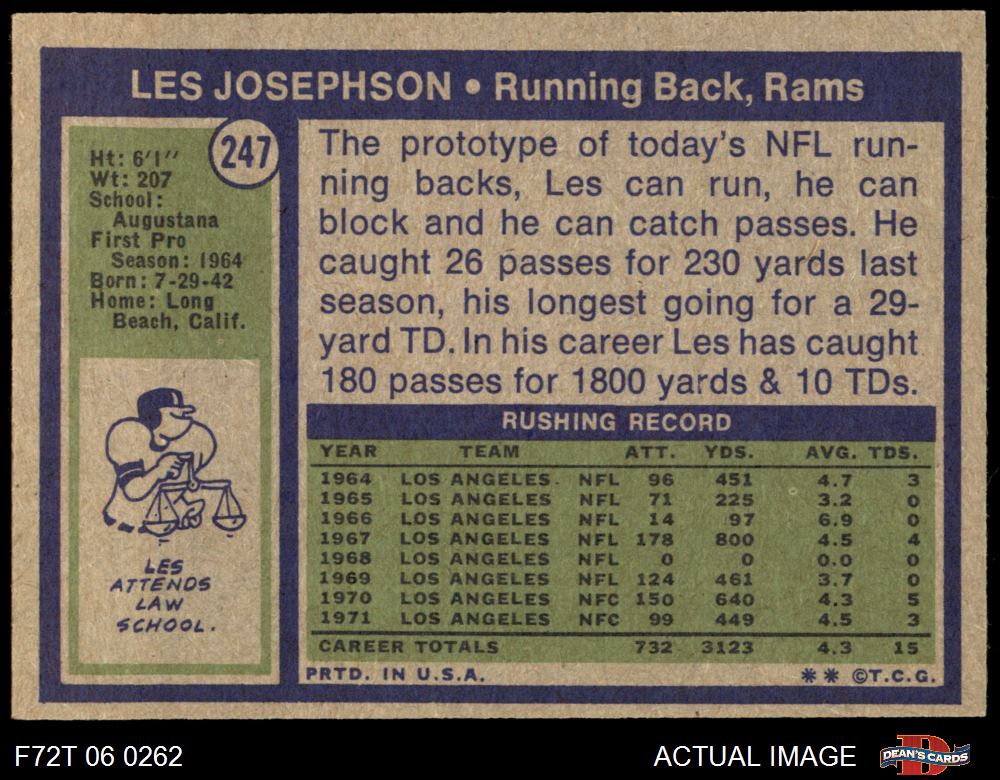 LES JOSEPHSON • Running Back, Rams
247
Ht: 6'1''
Wt: 207
School:
Augustana
First Pro
Season: 1964
Born: 7-29-42
Home: Long
Beach, Calif.
LES
ATTENDS
LAW
SCHOOL.
The prototype of today's NFL run-
ning backs, Les can run, he can
block and he can catch passes. He
caught 26 passes for 230 yards last
season, his longest going for a 29-
yard TD. In his career Les has caught
180 passes for 1800 yards & 10 TDs.
RUSHING RECORD
YEAR TEAM ATT. YDS. AVG. TDS.
1964 LOS ANGELES. NFL 96 451 4.7 3
1965 LOS ANGELES NFL 71 225 3.2 0
1966 LOS ANGELES NFL 14 97 6.9 0
1967 LOS ANGELES NFL 178 800 4.5 4
1968 LOS ANGELES NFL 0 0 0.0 0
1969 LOS ANGELES NFL 124 461 3.7 0
1970 LOS ANGELES NFC 150 640 4.3 5
1971 LOS ANGELES NFC 99 449 4.5 3
CAREER TOTALS 732 3123 4.3 15
PRTD. IN U.S.A. ** ©T.C.G.
F72T 06 0262 ACTUAL IMAGE DEAN'S CARDS